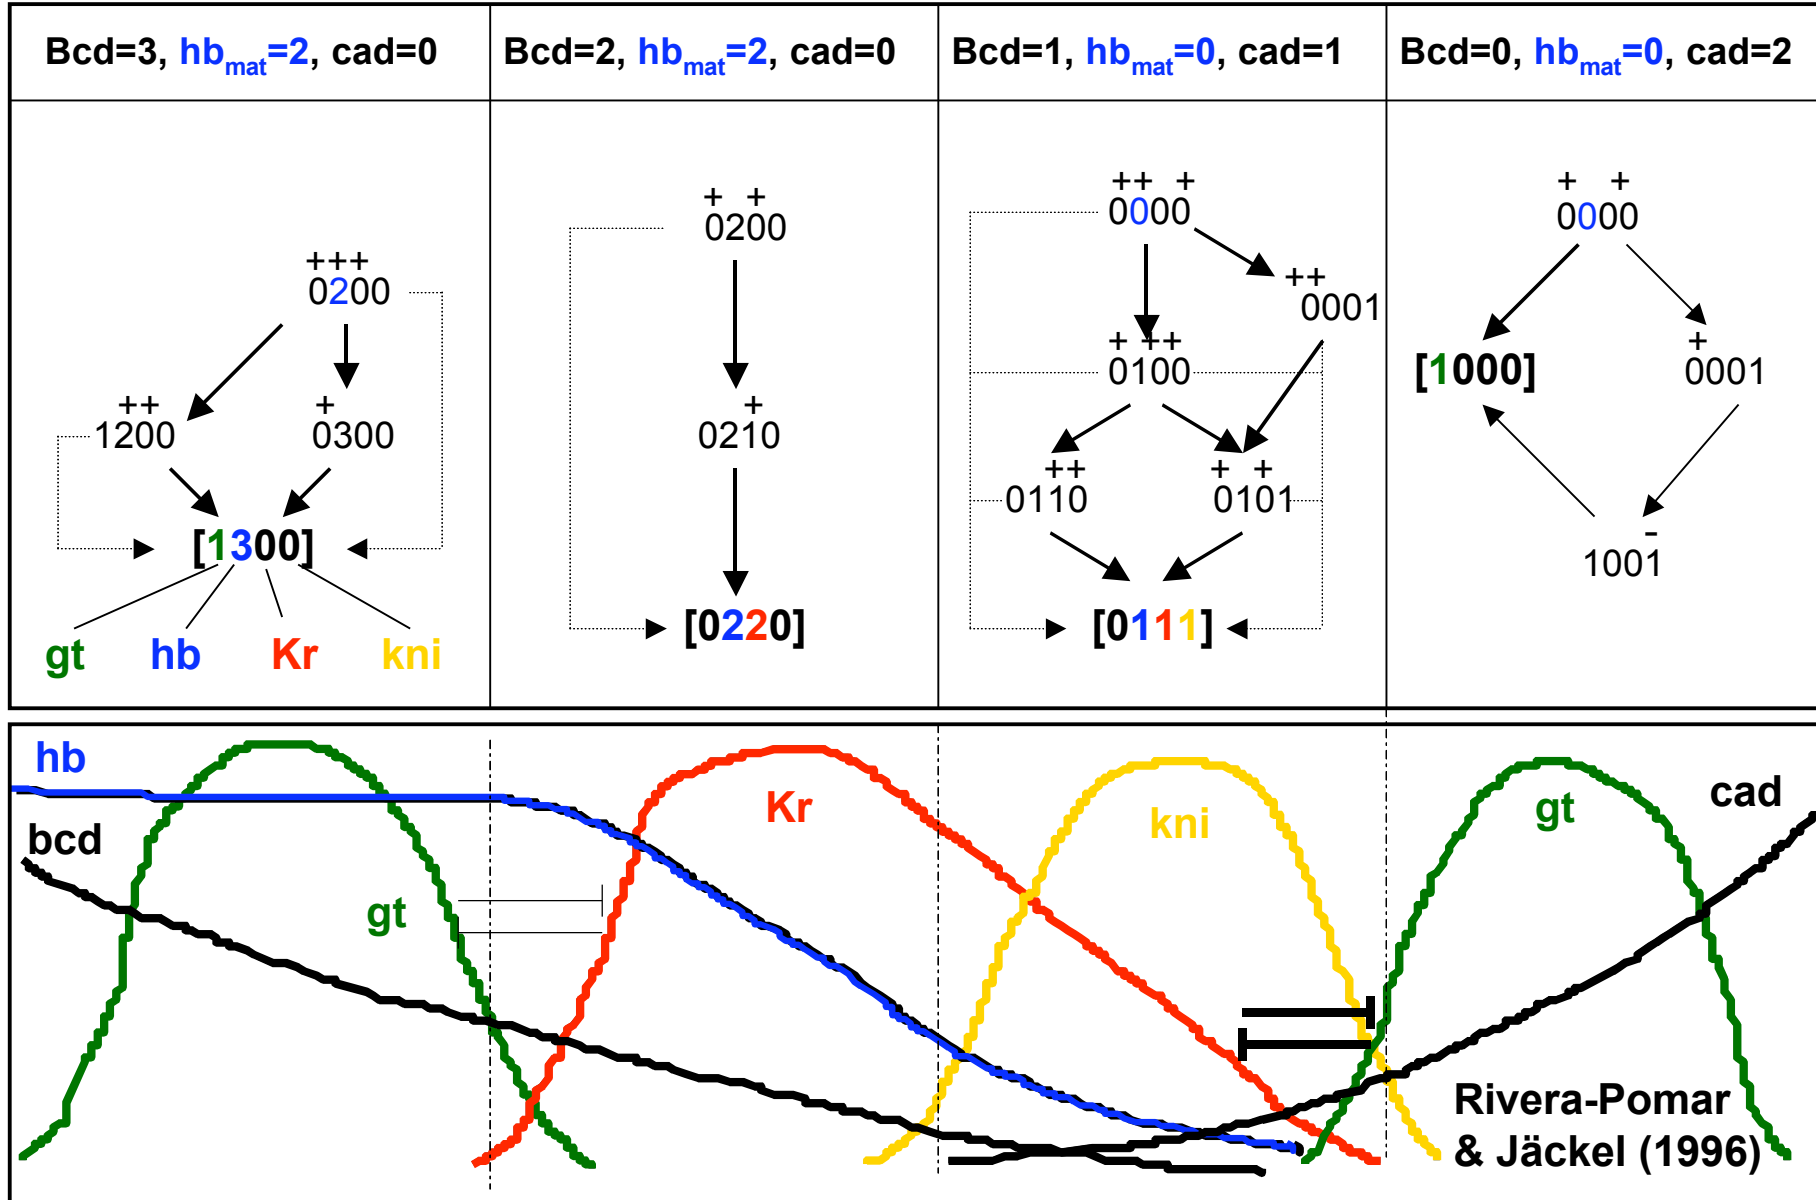 Bcd=3, hbmat=2, cad=0
Bcd=2, hbmat=2, cad=0
Bcd=1, hbmat=0, cad=1
Bcd=0, hbmat=0, cad=2
+++
0200
++
1200
+
0300
[1300]
gt hb Kr kni
+ +
0200
+
0210
[0220]
++ +
0000
++
0001
+ ++
0100
++
0110
+ +
0101
[0111]
+ +
0000
[1000]
+
0001
-
1001
hb
bcd
gt
Kr
kni
gt
cad
Rivera-Pomar
& Jäckel (1996)